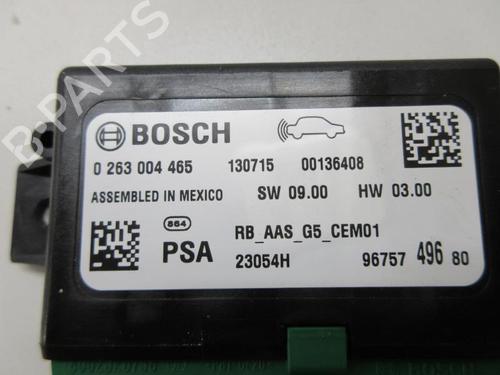 B-PARTS
BOSCH
0 263 004 465 130715 00136408
ASSEMBLED IN MEXICO SW 09.00 HW 03.00
864
PSA RB_AAS_G5_CEM01
23054H 96757 496 80